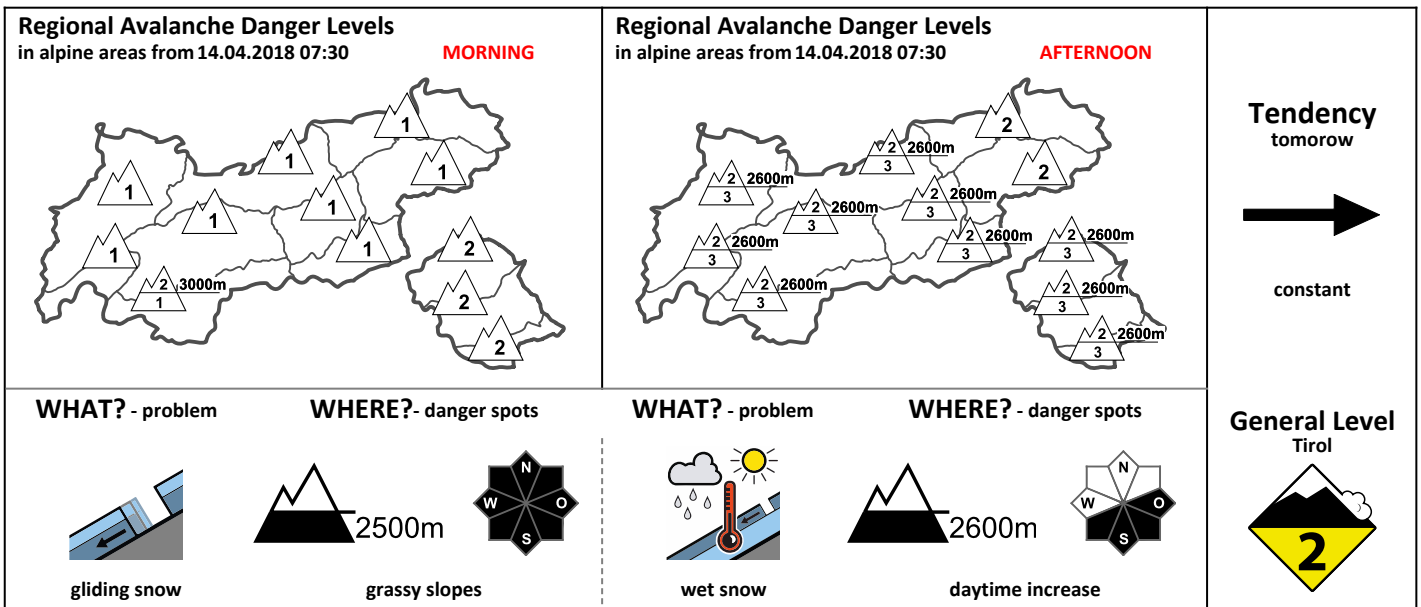 Regional Avalanche Danger Levels
in alpine areas from 14.04.2018 07:30 MORNING
1
1
1
1
1
1
1
1
2
2 3000m
1
2
2
Regional Avalanche Danger Levels
in alpine areas from 14.04.2018 07:30 AFTERNOON
2
2 2600m
3
2
2 2600m
3
2 2600m
3
2 2600m
3
2 2600m
3
2 2600m
3
2 2600m
3
2 2600m
3
2 2600m
3
2 2600m
3
Tendency
tomorow
constant
WHAT? - problem
gliding snow
WHERE? - danger spots
2500m
N
W O
S
grassy slopes
WHAT? - problem
wet snow
WHERE? - danger spots
2600m
N
W O
S
daytime increase
General Level
Tirol
2